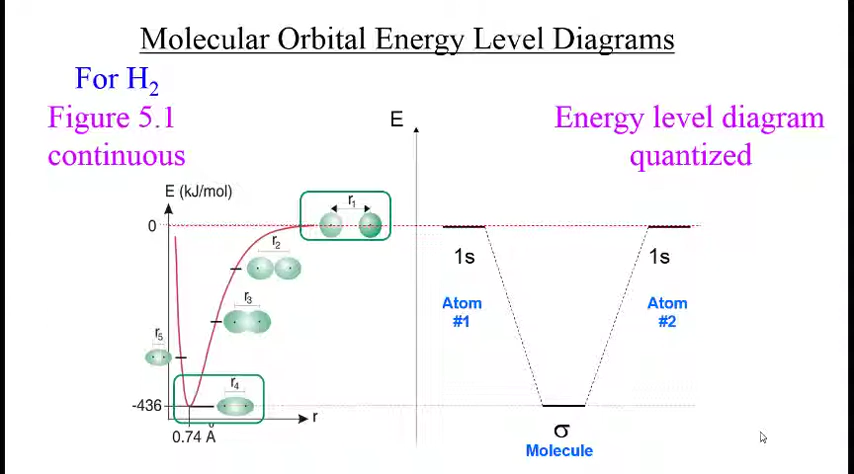 Molecular Orbital Energy Level Diagrams
For H₂
Figure 5.1
continuous
E
Energy level diagram
quantized
E (kJ/mol)
0
r₁
r₂
r₃
r₅
r₄
-436
r
0.74 Å
1s
1s
Atom
#1
Atom
#2
σ
Molecule